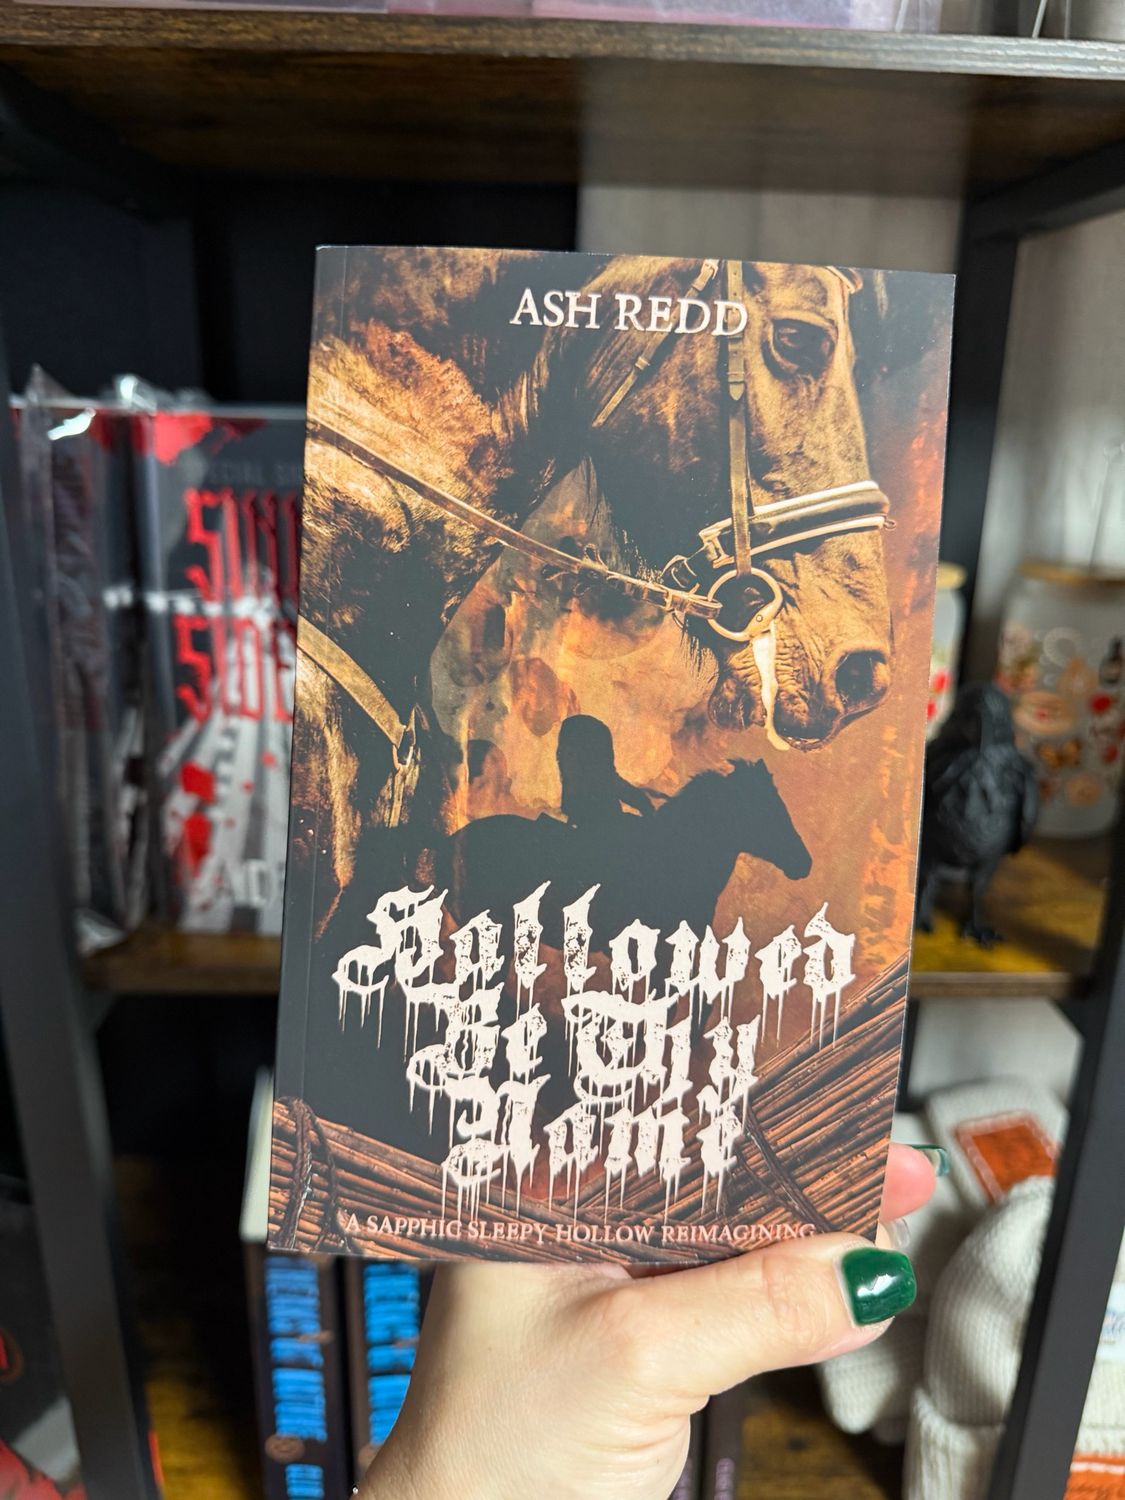 ASH REDD
Hallowed
Be Thy
Name
A SAPPHIC SLEEPY HOLLOW REIMAGINING